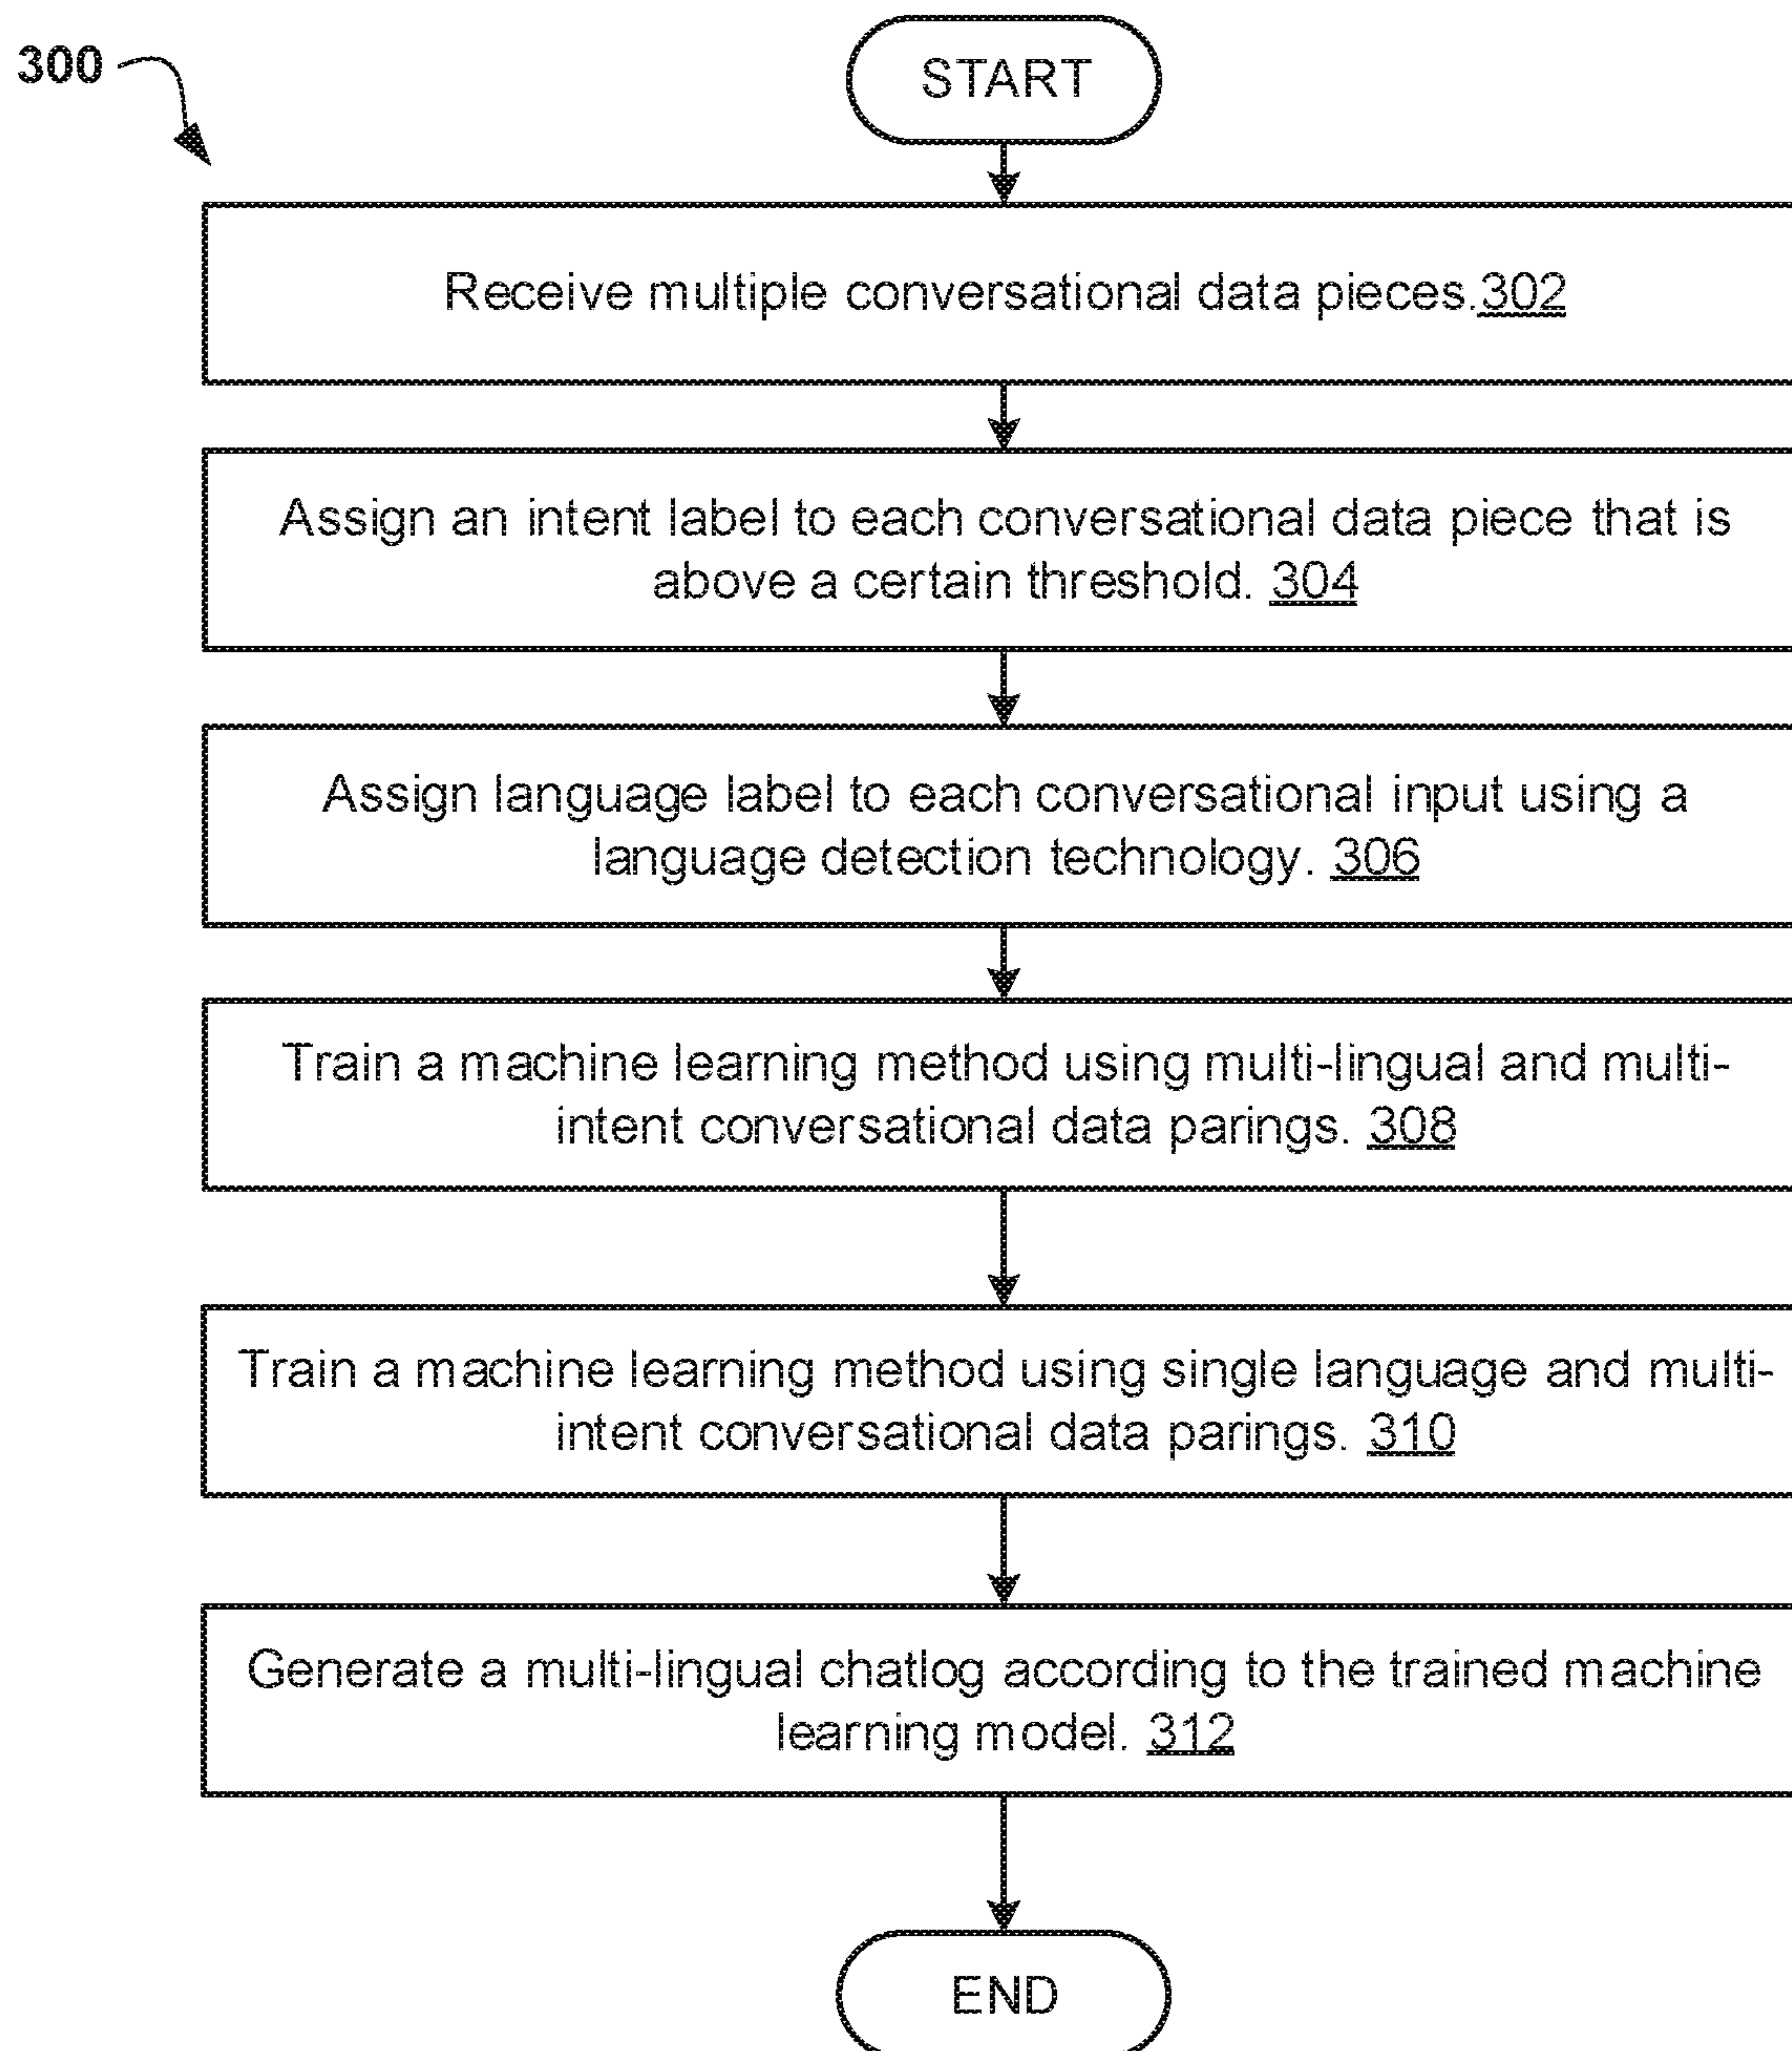 300
START
Receive multiple conversational data pieces.302
Assign an intent label to each conversational data piece that is
above a certain threshold. 304
Assign language label to each conversational input using a
language detection technology. 306
Train a machine learning method using multi-lingual and multi-
intent conversational data parings. 308
Train a machine learning method using single language and multi-
intent conversational data parings. 310
Generate a multi-lingual chatlog according to the trained machine
learning model. 312
END